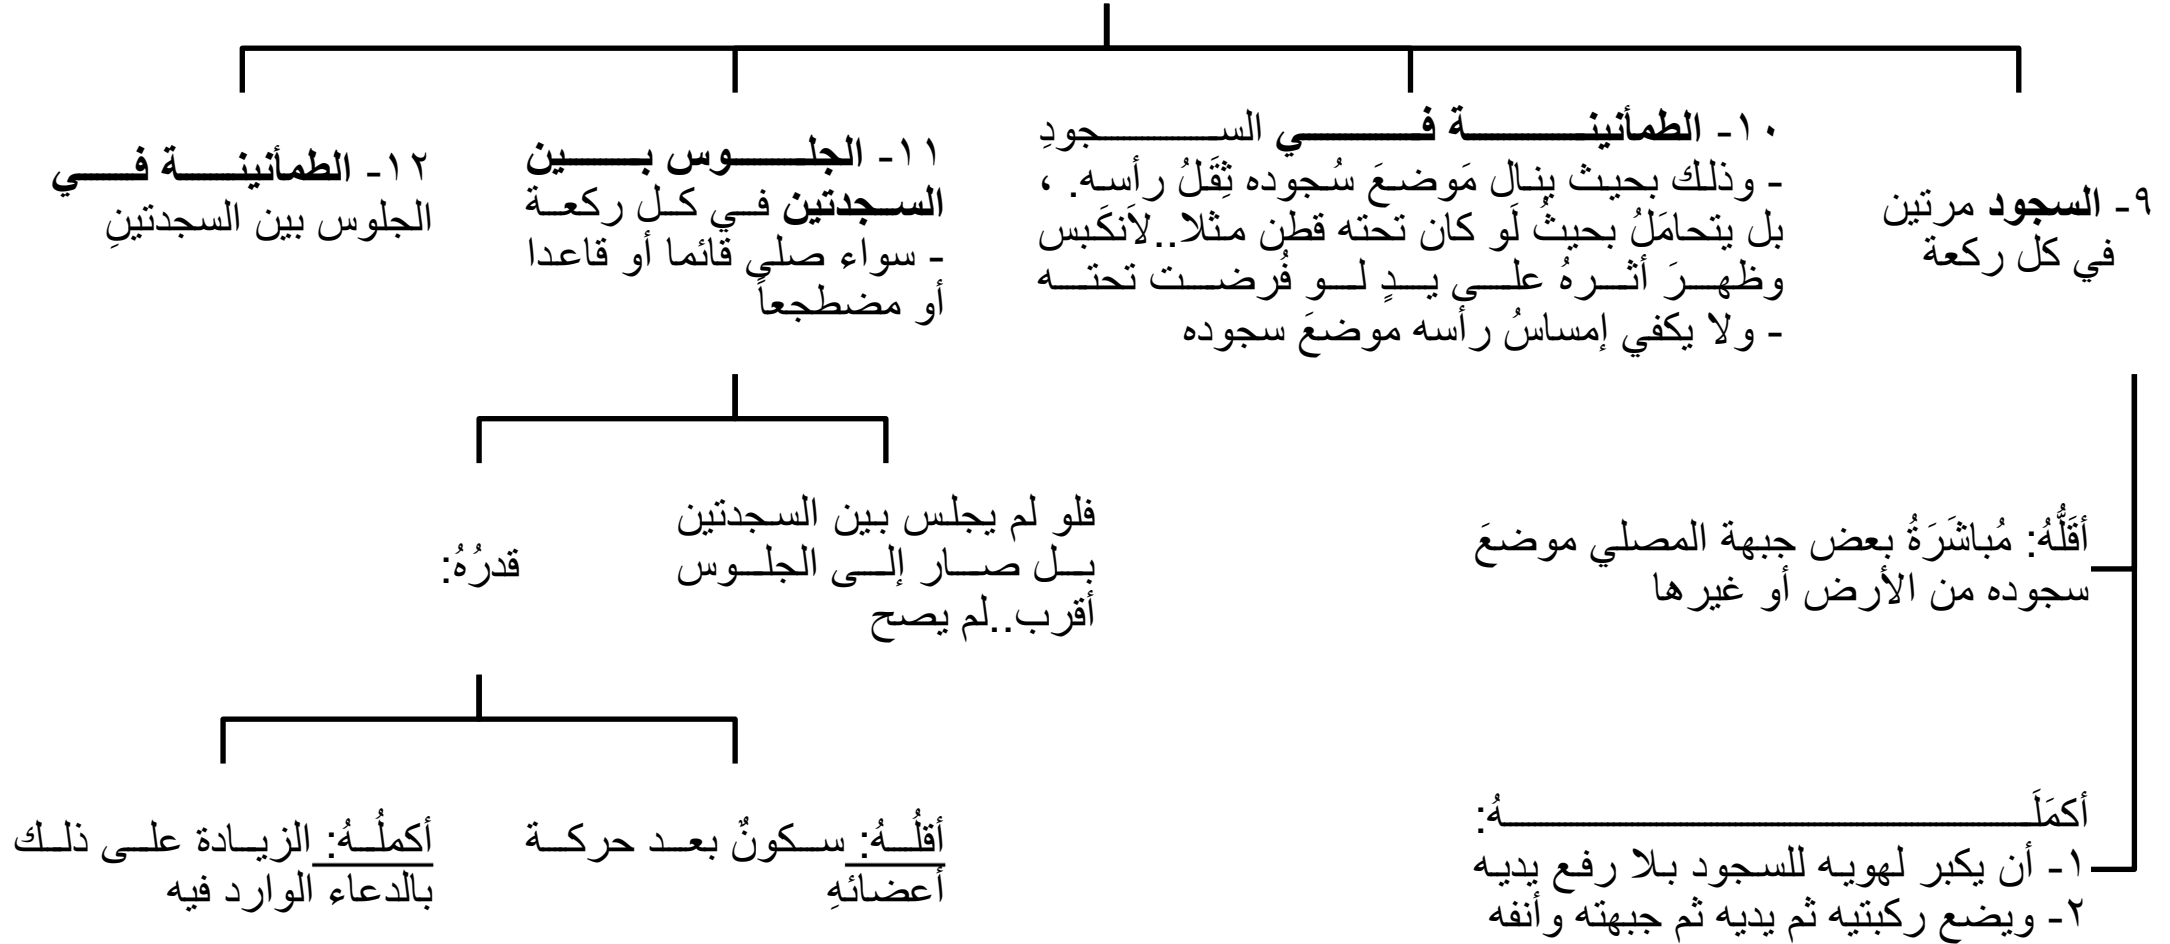 ٩- السجود مرتين
في كل ركعة
١٠- الطمأنينة في السجودِ
- وذلك بحيث ينال مَوضعَ سُجوده ثِقَلُ رأسه. ،
بل يتحامَلُ بحيثُ لَو كان تحته قطن مثلا..لاَنكَبس
وظهرَ أثرهُ على يدٍ لو فُرضت تحته
- ولا يكفي إمساسُ رأسه موضعَ سجوده
١١- الجلوس بين
السجدتين في كل ركعة
- سواء صلى قائما أو قاعدا
أو مضطجعاً
١٢- الطمأنينة في
الجلوس بين السجدتينِ
فلو لم يجلس بين السجدتين
بل صار إلى الجلوس
أقرب..لم يصح
قدرُهُ:
أقَلُّهُ: مُباشَرَةُ بعض جبهة المصلي موضعَ
سجوده من الأرض أو غيرها
أكمَلَهُ:
١- أن يكبر لهويه للسجود بلا رفع يديه
٢- ويضع ركبتيه ثم يديه ثم جبهته وأنفه
أقلُهُ: سكونٌ بعد حركة
أعضائهِ
أكملُهُ: الزيادة على ذلك
بالدعاء الوارد فيه